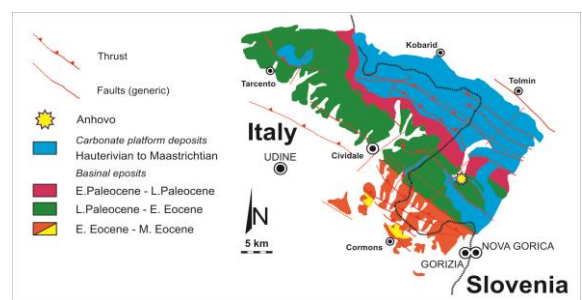 Thrust
Faults (generic)
Anhovo
Carbonate platform deposits
Hauterivian to Maastrichtian
Basinal eposits
E.Paleocene - L.Paleocene
L.Paleocene - E. Eocene
E. Eocene - M. Eocene
Kobarid
Tolmin
Tarcento
Italy
UDINE
Cividale
N
5 km
Cormons
NOVA GORICA
GORIZIA
Slovenia